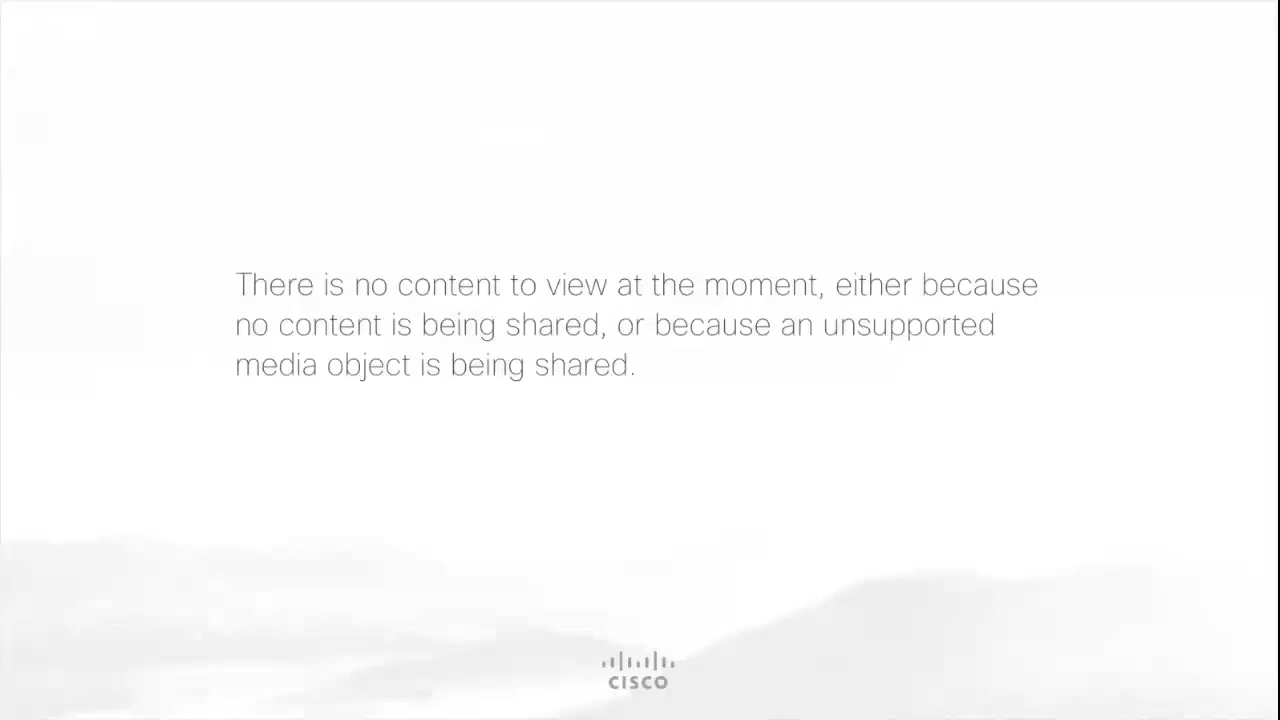 There is no content to view at the moment, either because
no content is being shared, or because an unsupported
media object is being shared.
CISCO